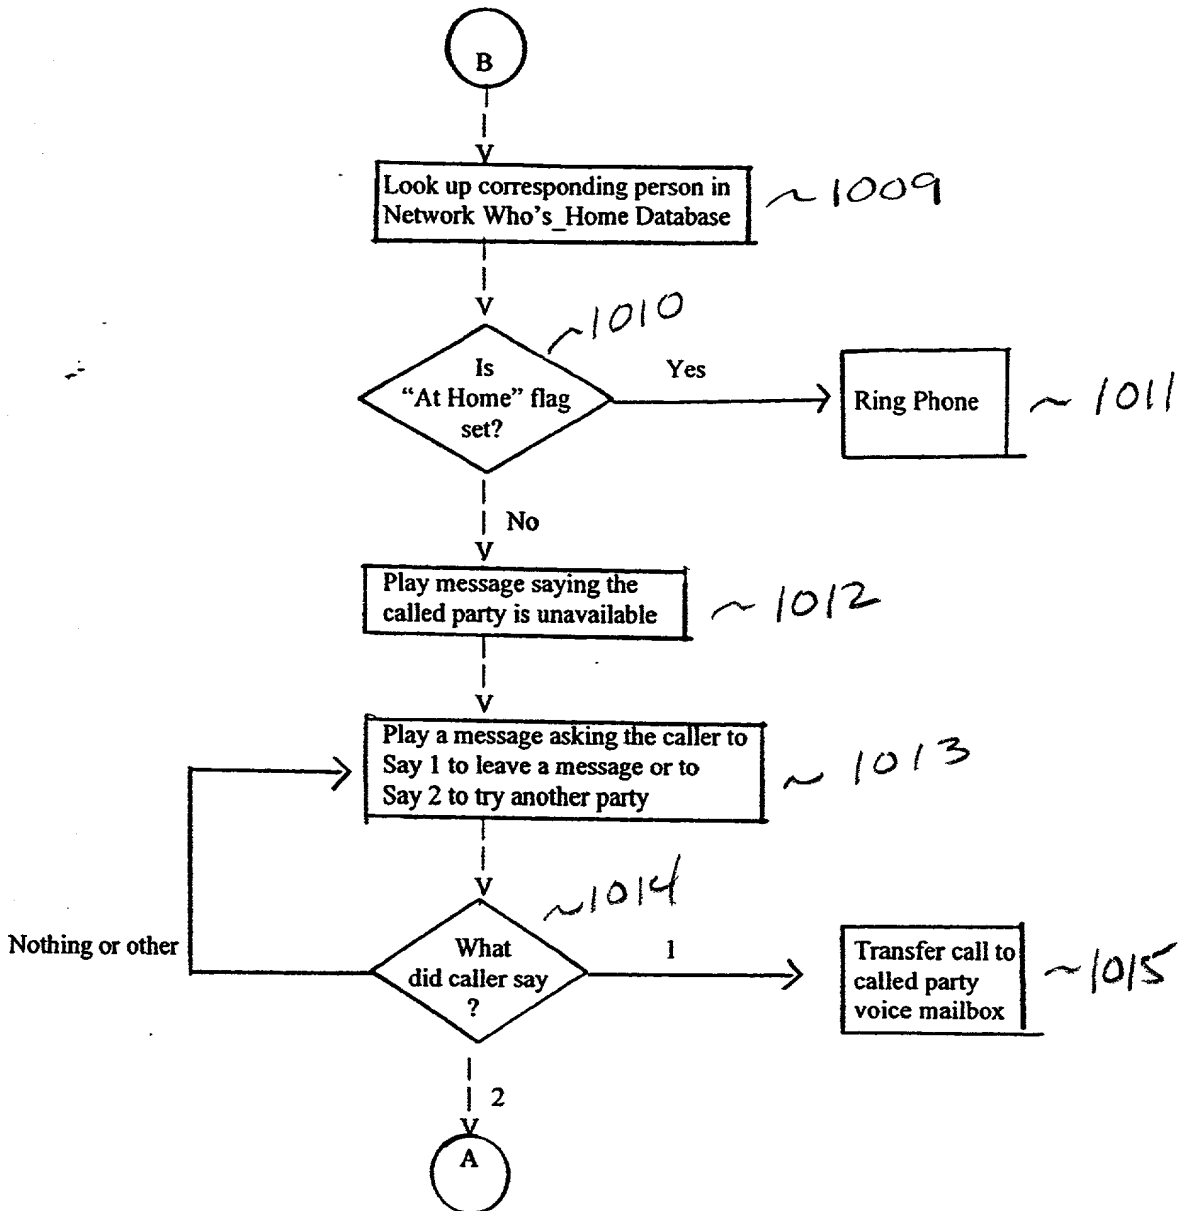 B
V
Look up corresponding person in
Network Who's_Home Database
~1009
V
~1010
Is
“At Home” flag
set?
Yes
Ring Phone
~1011
No
V
Play message saying the
called party is unavailable
~1012
V
Play a message asking the caller to
Say 1 to leave a message or to
Say 2 to try another party
~1013
V
~1014
Nothing or other
What
did caller say
?
1
Transfer call to
called party
voice mailbox
~1015
2
V
A